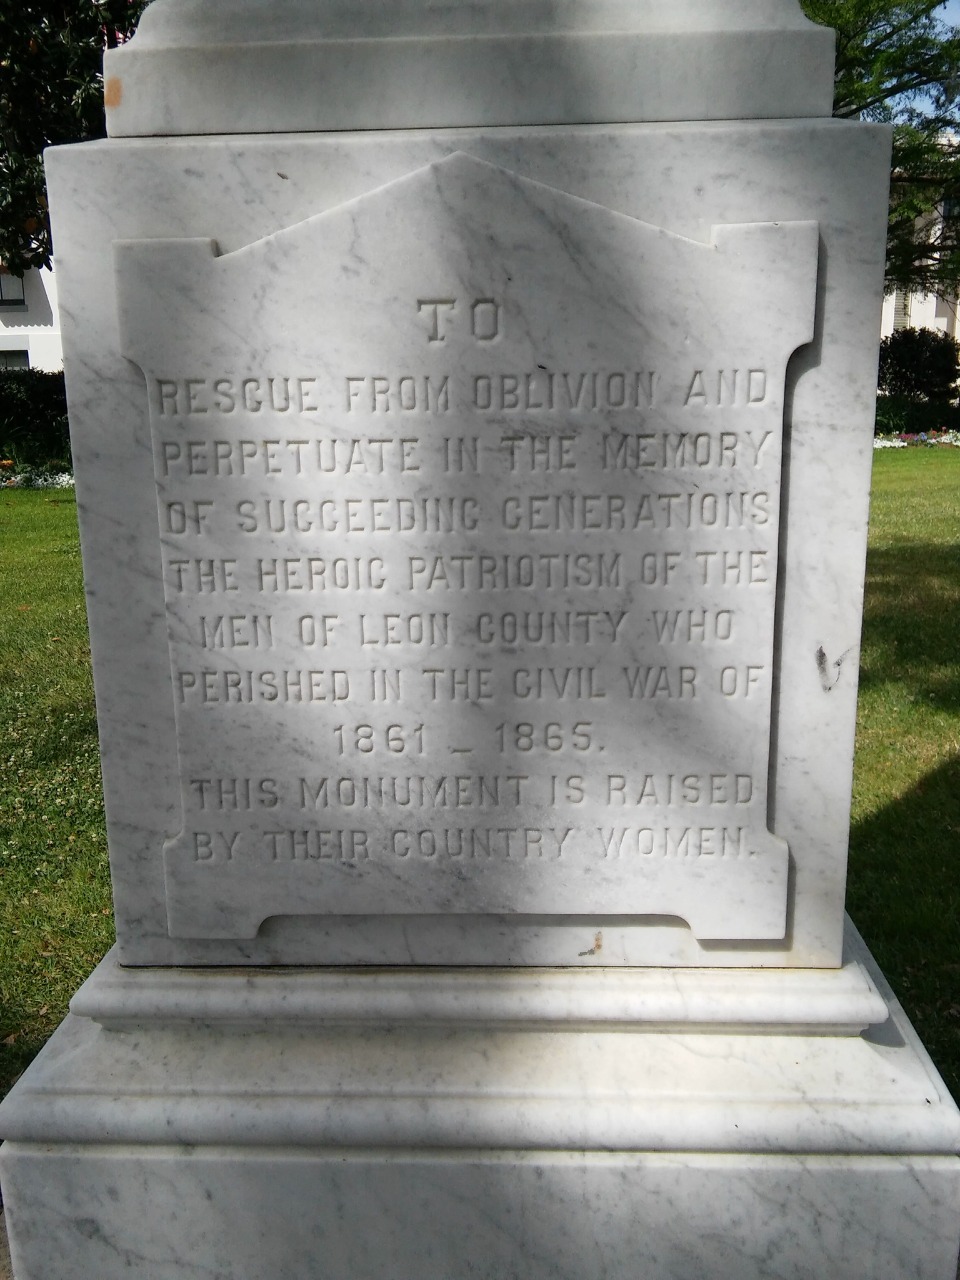 TO
RESCUE FROM OBLIVION AND
PERPETUATE IN THE MEMORY
OF SUCCEEDING GENERATIONS
THE HEROIC PATRIOTISM OF THE
MEN OF LEON COUNTY WHO
PERISHED IN THE CIVIL WAR OF
1861 _ 1865.
THIS MONUMENT IS RAISED
BY THEIR COUNTRY WOMEN.